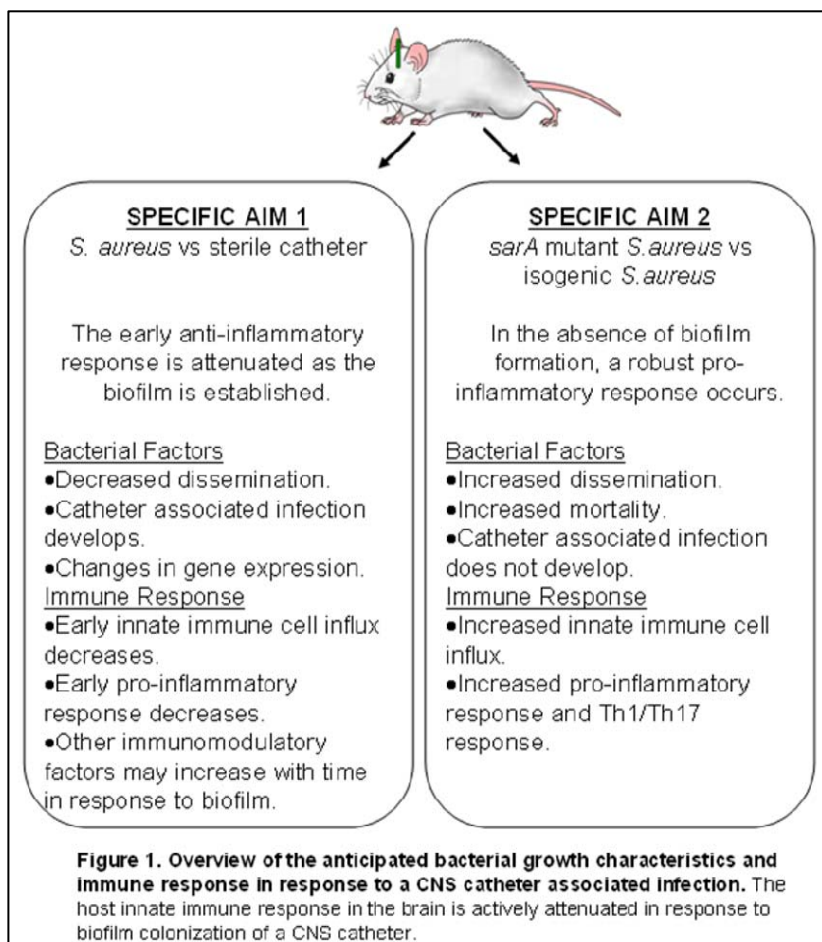 SPECIFIC AIM 1
S. aureus vs sterile catheter
The early anti-inflammatory
response is attenuated as the
biofilm is established.
Bacterial Factors
●Decreased dissemination.
●Catheter associated infection
develops.
●Changes in gene expression.
Immune Response
●Early innate immune cell influx
decreases.
●Early pro-inflammatory
response decreases.
●Other immunomodulatory
factors may increase with time
in response to biofilm.
SPECIFIC AIM 2
sarA mutant S.aureus vs
isogenic S.aureus
In the absence of biofilm
formation, a robust pro-
inflammatory response occurs.
Bacterial Factors
●Increased dissemination.
●Increased mortality.
●Catheter associated infection
does not develop.
Immune Response
●Increased innate immune cell
influx.
●Increased pro-inflammatory
response and Th1/Th17
response.
Figure 1. Overview of the anticipated bacterial growth characteristics and
immune response in response to a CNS catheter associated infection. The
host innate immune response in the brain is actively attenuated in response to
biofilm colonization of a CNS catheter.